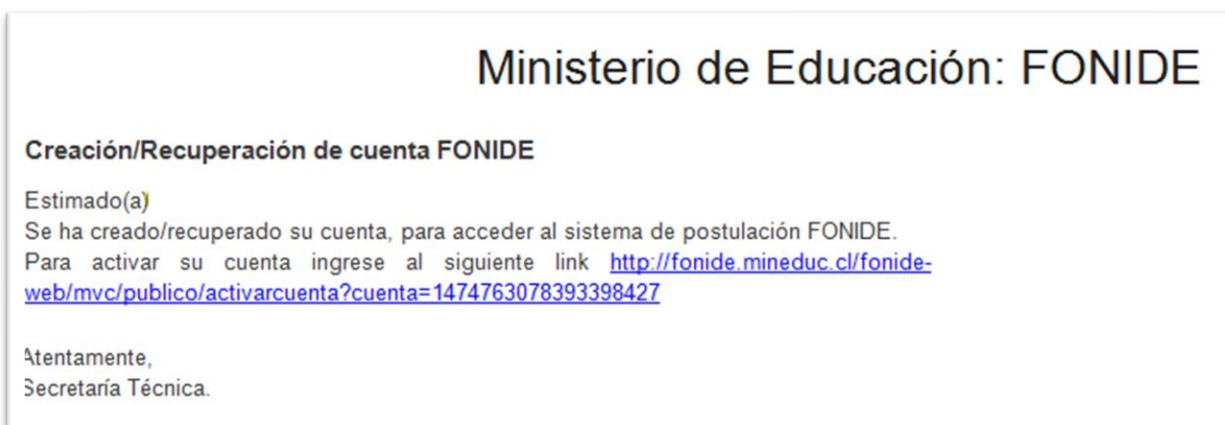 Ministerio de Educación: FONIDE
Creación/Recuperación de cuenta FONIDE
Estimado(a)
Se ha creado/recuperado su cuenta, para acceder al sistema de postulación FONIDE.
Para activar su cuenta ingrese al siguiente link http://fonide.mineduc.cl/fonide-
web/mvc/publico/activarcuenta?cuenta=1474763078393398427
Atentamente,
Secretaría Técnica.